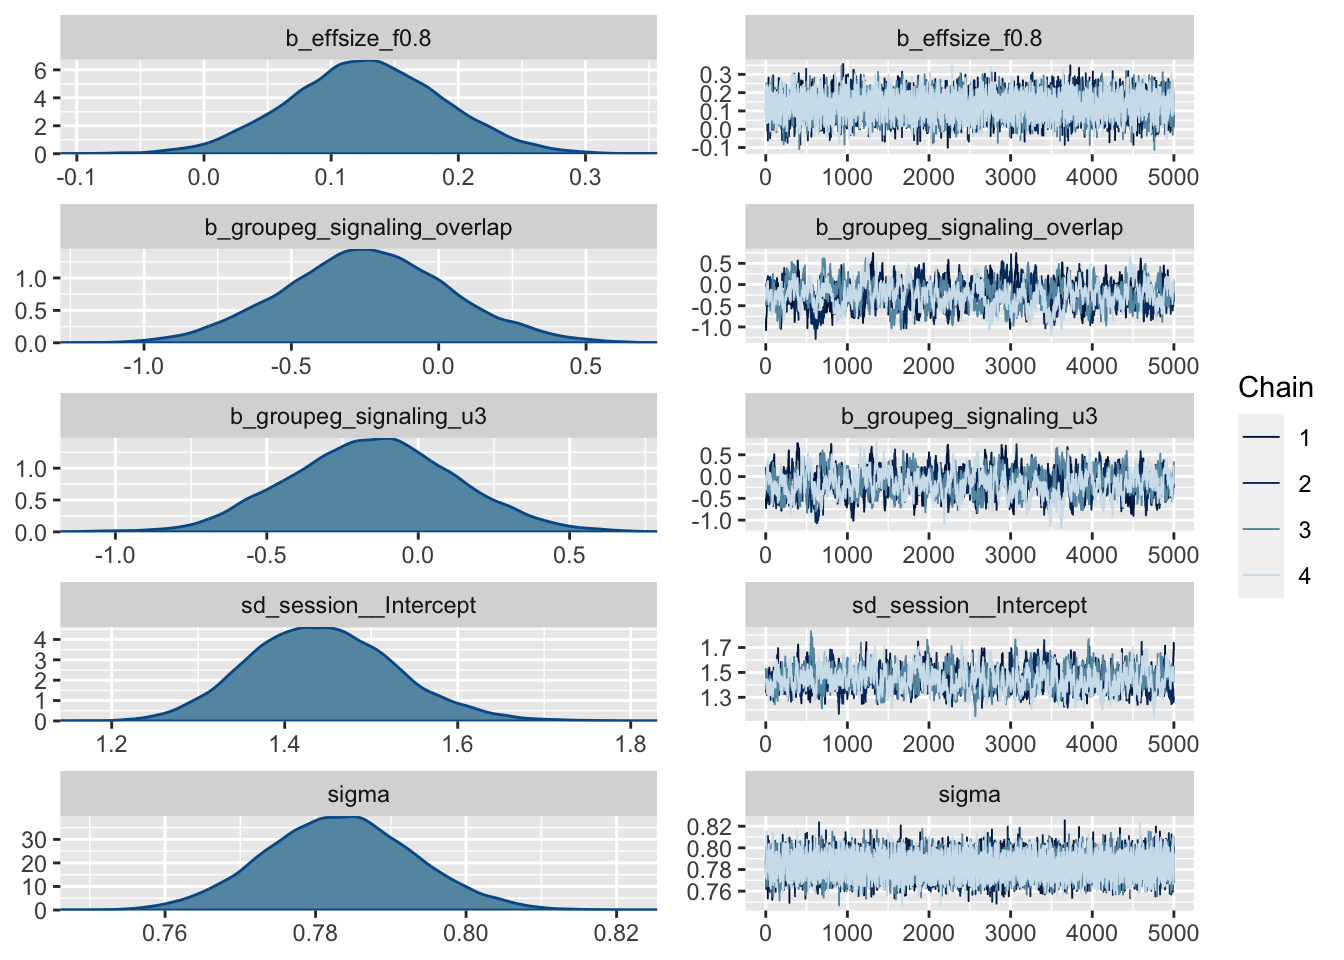 b_effsize_f0.8
6
4
2
0
-0.1 0.0 0.1 0.2 0.3
b_effsize_f0.8
0.3
0.2
0.1
0.0
-0.1
0 1000 2000 3000 4000 5000
b_groupeg_signaling_overlap
1.0
0.5
0.0
-1.0 -0.5 0.0 0.5
b_groupeg_signaling_overlap
0.5
0.0
-0.5
-1.0
0 1000 2000 3000 4000 5000
b_groupeg_signaling_u3
1.0
0.5
0.0
-1.0 -0.5 0.0 0.5
b_groupeg_signaling_u3
0.5
0.0
-0.5
-1.0
0 1000 2000 3000 4000 5000
sd_session__Intercept
4
3
2
1
0
1.2 1.4 1.6 1.8
sd_session__Intercept
1.7
1.5
1.3
0 1000 2000 3000 4000 5000
sigma
30
20
10
0
0.76 0.78 0.80 0.82
sigma
0.82
0.80
0.78
0.76
0 1000 2000 3000 4000 5000
Chain
1
2
3
4